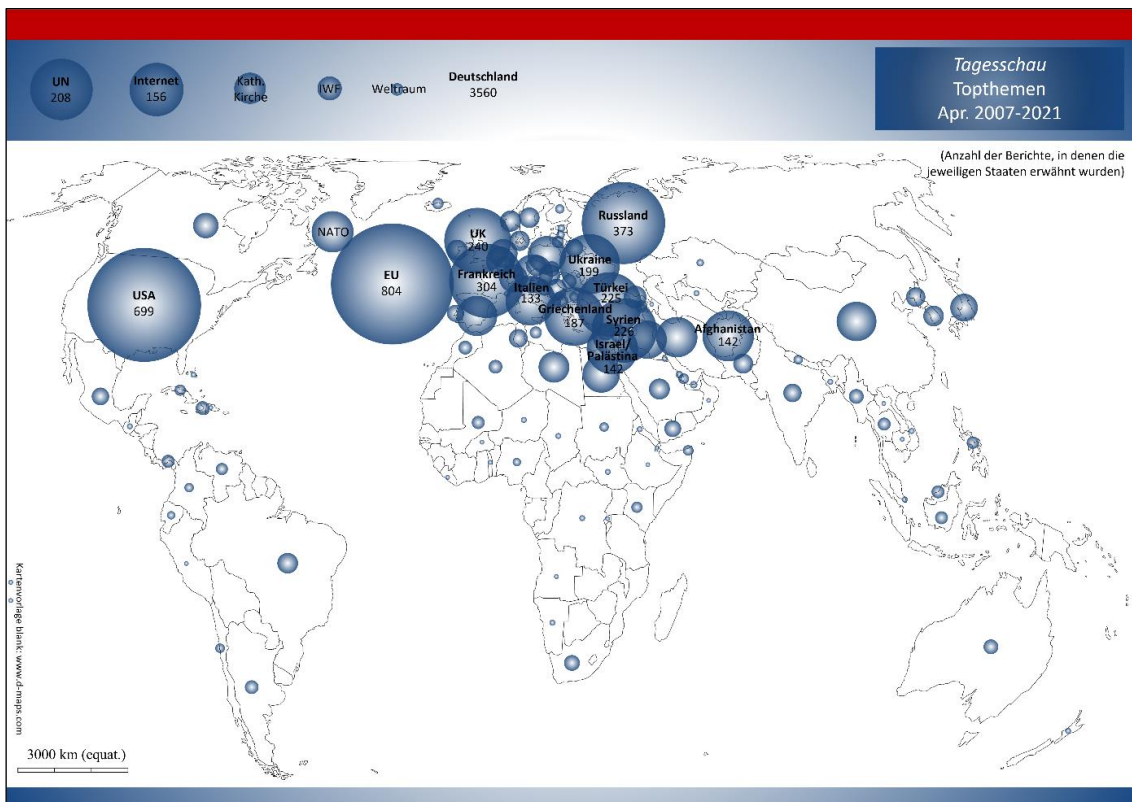 UN
208
Internet
156
Kath.
Kirche
IWF
Weltraum
Deutschland
3560
Tagesschau
Topthemen
Apr. 2007-2021
(Anzahl der Berichte, in denen die
jeweiligen Staaten erwähnt wurden)
NATO
USA
699
EU
804
UK
240
Russland
373
Frankreich
304
Italien
133
Ukraine
199
Türkei
225
Griechenland
187
Syrien
226
Israel/
Palästina
142
Afghanistan
142
Kartenvorlage blank: www.d-maps.com
3000 km (equat.)